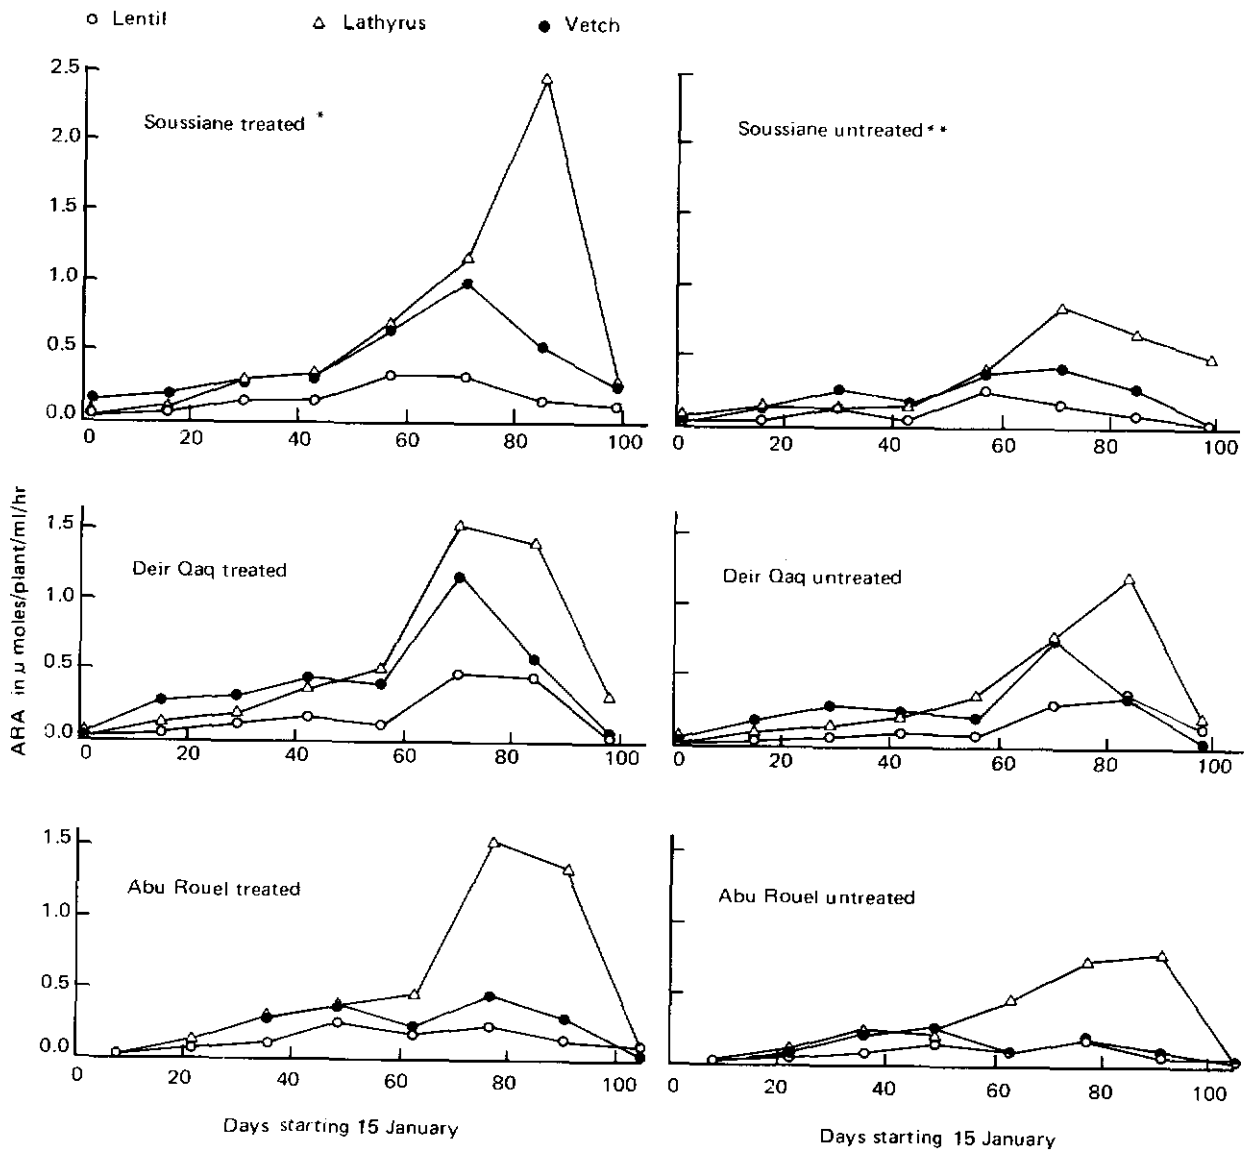 Lentil Lathyrus Vetch
2.5
2.0
1.5
1.0
0.5
0.0
Soussiane treated *
0 20 40 60 80 100
Soussiane untreated**
0 20 40 60 80 100
ARA in μ moles/plant/ml/hr
1.5
1.0
0.5
0.0
Deir Qaq treated
0 20 40 60 80 100
Deir Qaq untreated
0 20 40 60 80 100
1.5
1.0
0.5
0.0
Abu Rouel treated
0 20 40 60 80 100
Days starting 15 January
Abu Rouel untreated
0 20 40 60 80 100
Days starting 15 January